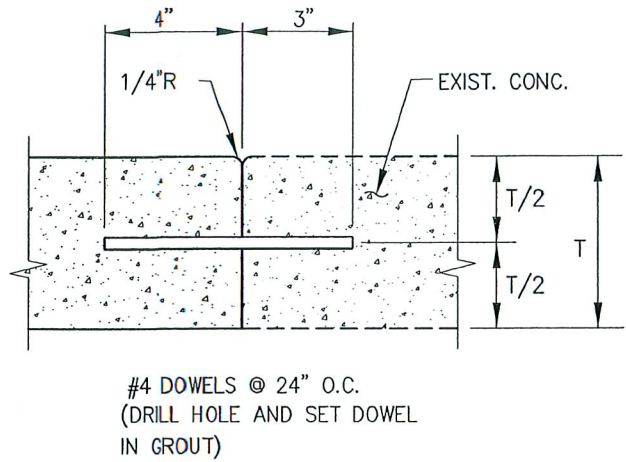 4" 3"
1/4"R
EXIST. CONC.
T/2
T
T/2
#4 DOWELS @ 24" O.C.
(DRILL HOLE AND SET DOWEL
IN GROUT)